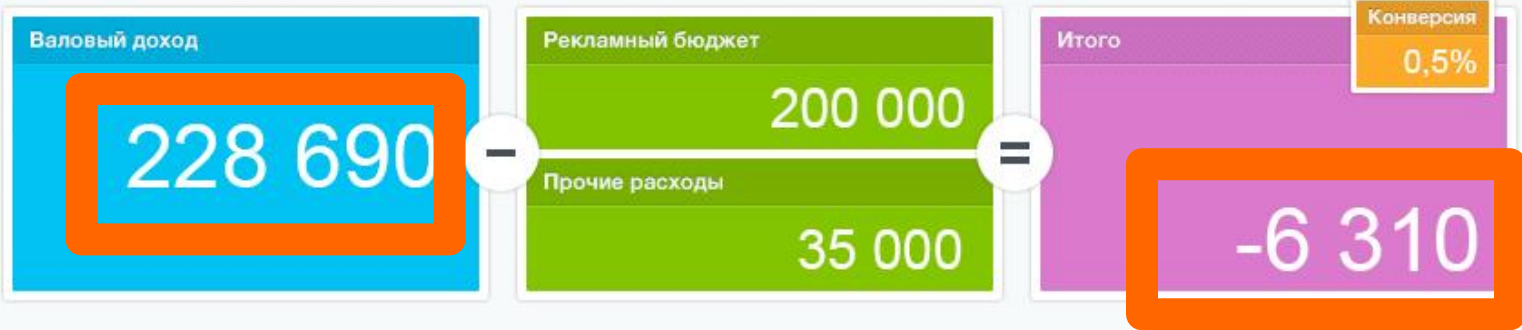 Валовый доход
228 690
−
Рекламный бюджет
200 000
Прочие расходы
35 000
=
Итого
Конверсия
0,5%
-6 310